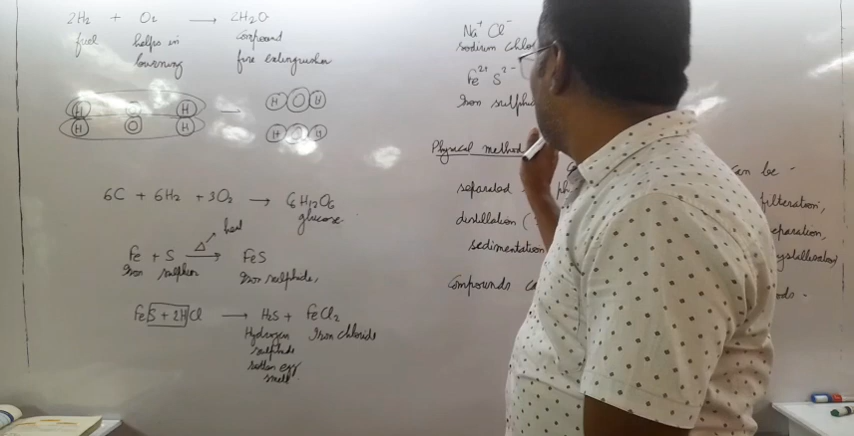 2H₂ + O₂ → 2H₂O
fuel helps in compound
burning fire extinguisher
H H — H O H
H O H H O H
6C + 6H₂ + 3O₂ → C₆H₁₂O₆
glucose
heat
Fe + S △→ FeS
Iron sulphur Iron sulphide,
FeS + 2HCl → H₂S + FeCl₂
Hydrogen Iron chloride
sulphide
rotten egg
smell
Na⁺ Cl⁻
sodium chlo
Fe²⁺ S²⁻
Iron sulphi
Physical method
can be -
separated filteration,
distillation ( eparation,
sedimentation ystallisation)
Compounds ods.